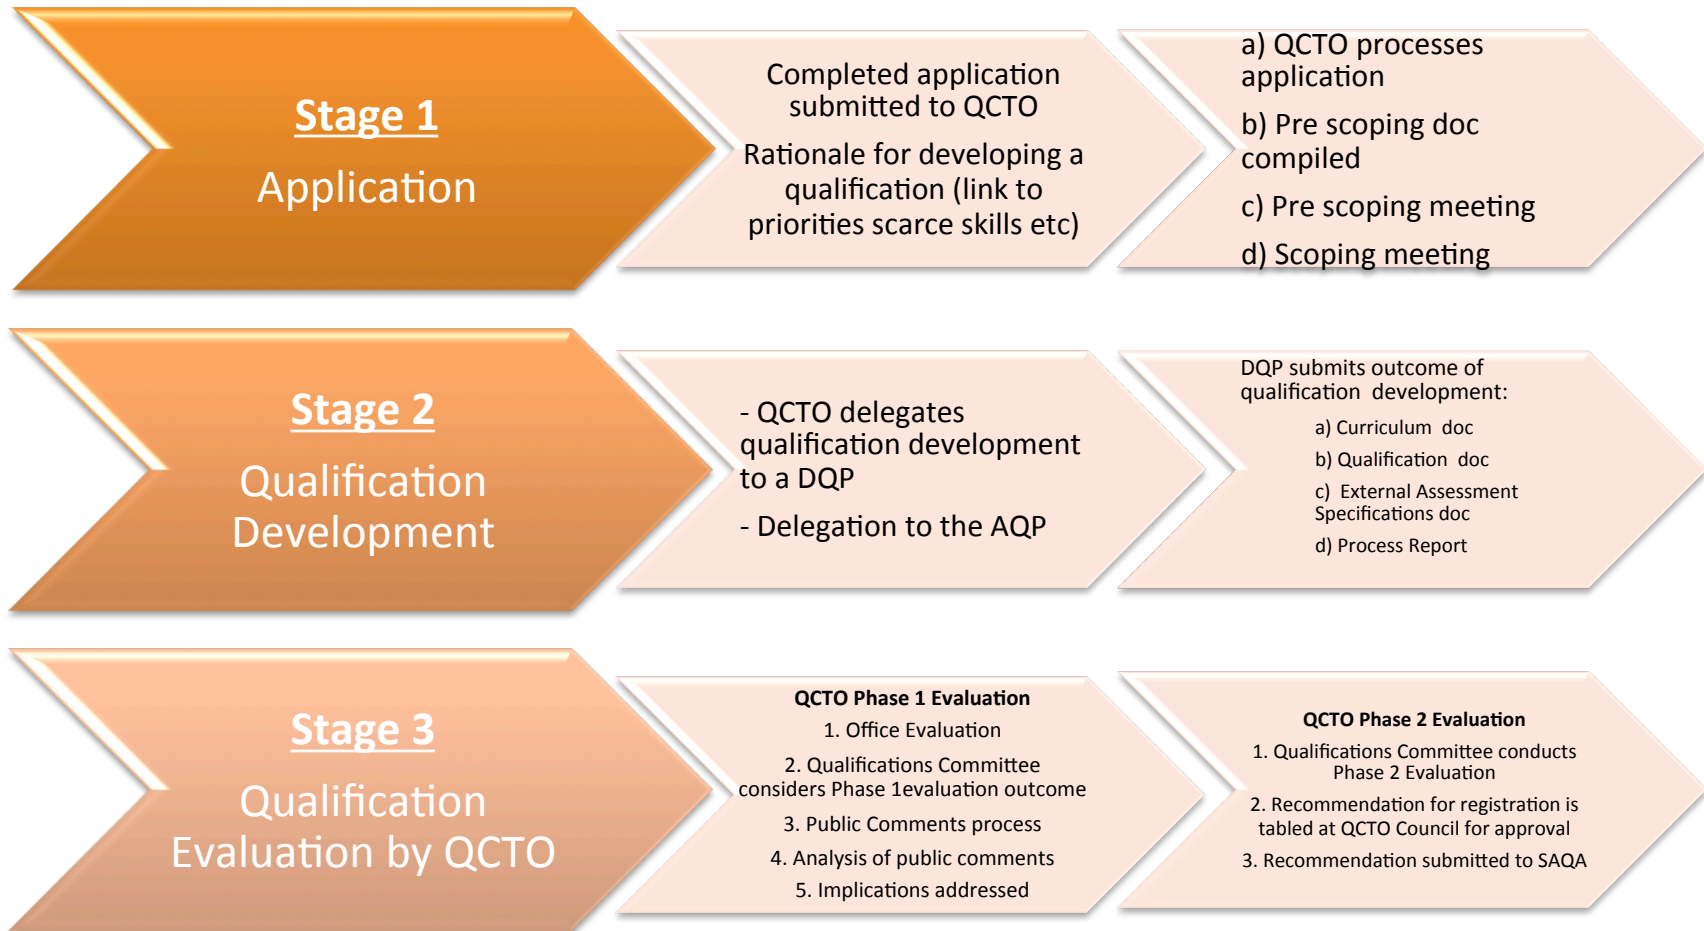 Stage 1
Application
Completed application
submitted to QCTO
Rationale for developing a
qualification (link to
priorities scarce skills etc)
a) QCTO processes
application
b) Pre scoping doc
compiled
c) Pre scoping meeting
d) Scoping meeting
Stage 2
Qualification
Development
- QCTO delegates
qualification development
to a DQP
- Delegation to the AQP
DQP submits outcome of
qualification development:
a) Curriculum doc
b) Qualification doc
c) External Assessment
Specifications doc
d) Process Report
Stage 3
Qualification
Evaluation by QCTO
QCTO Phase 1 Evaluation
1. Office Evaluation
2. Qualifications Committee
considers Phase 1evaluation outcome
3. Public Comments process
4. Analysis of public comments
5. Implications addressed
QCTO Phase 2 Evaluation
1. Qualifications Committee conducts
Phase 2 Evaluation
2. Recommendation for registration is
tabled at QCTO Council for approval
3. Recommendation submitted to SAQA